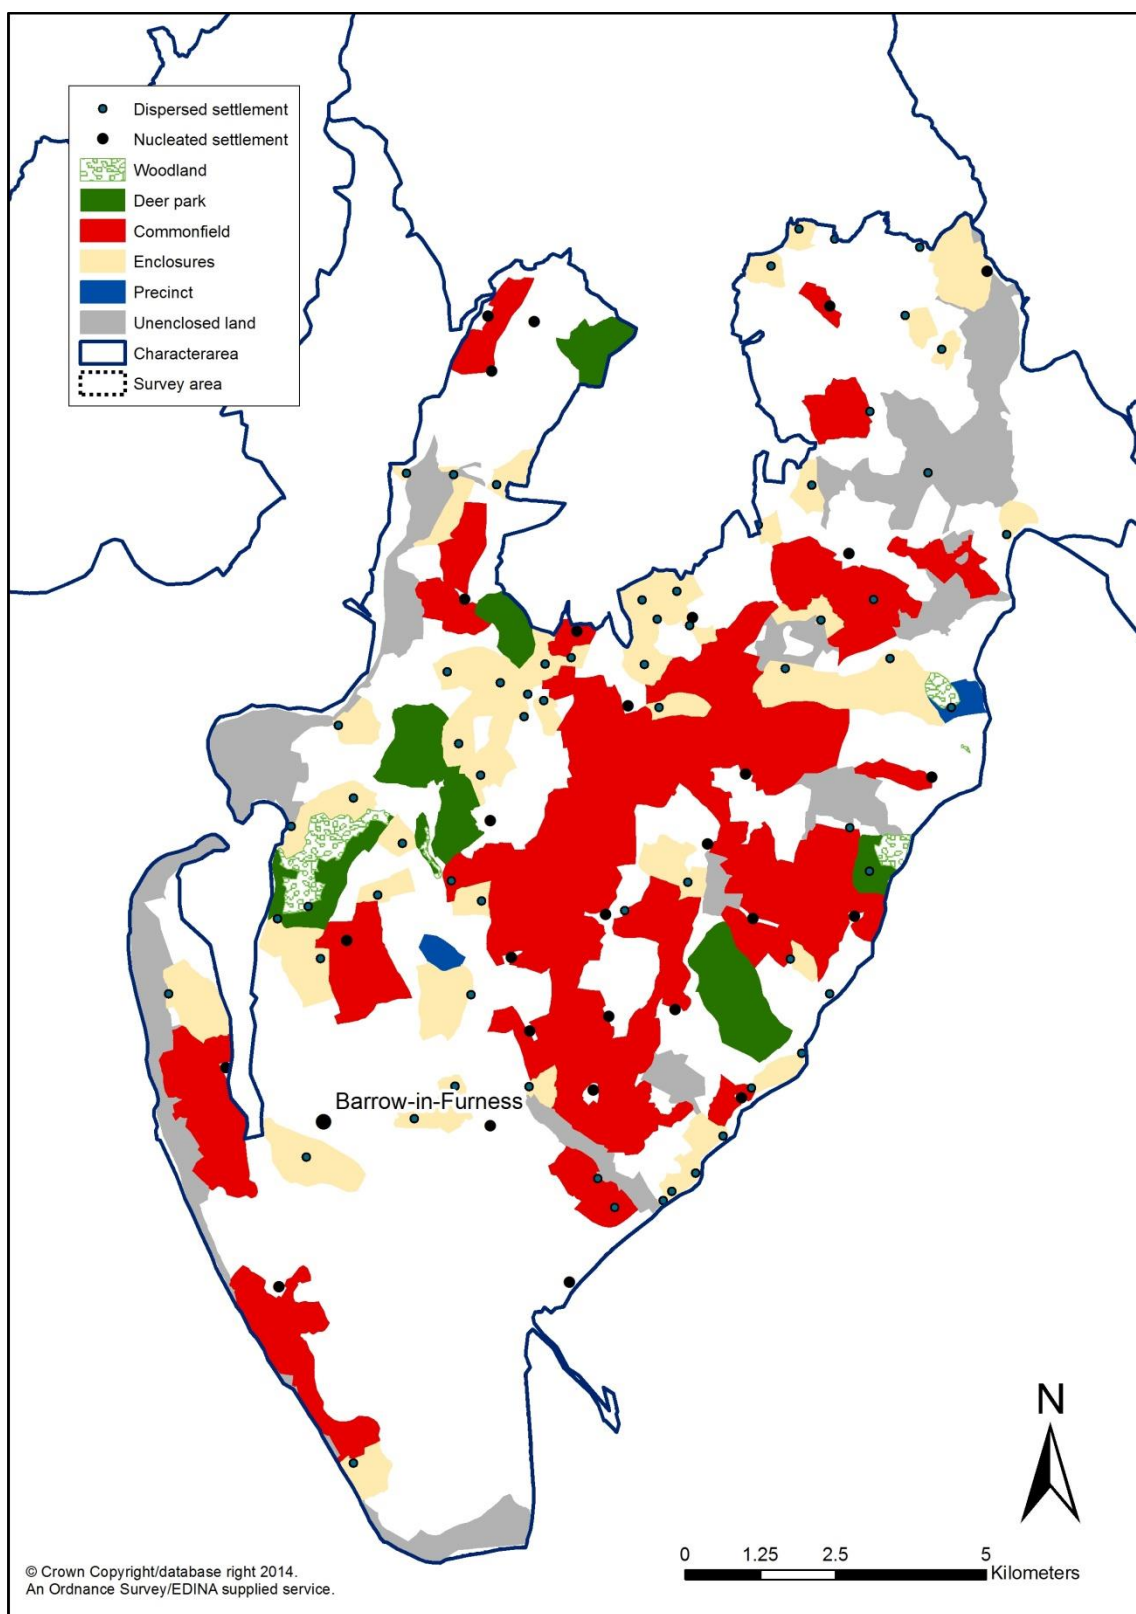 Dispersed settlement
Nucleated settlement
Woodland
Deer park
Commonfield
Enclosures
Precinct
Unenclosed land
Characterarea
Survey area
Barrow-in-Furness
N
0 1.25 2.5 5
Kilometers
© Crown Copyright/database right 2014.
An Ordnance Survey/EDINA supplied service.